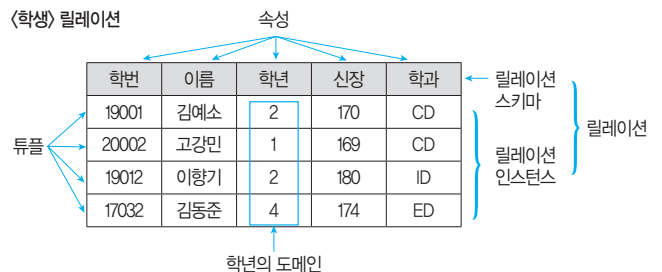 〈학생〉 릴레이션
속성
학번 이름 학년 신장 학과
19001 김예소 2 170 CD
20002 고강민 1 169 CD
19012 이향기 2 180 ID
17032 김동준 4 174 ED
튜플
릴레이션
스키마
릴레이션
인스턴스
릴레이션
학년의 도메인